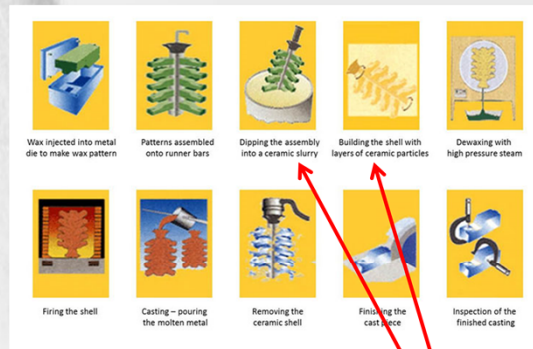 Wax injected into metal
die to make wax pattern
Patterns assembled
onto runner bars
Dipping the assembly
into a ceramic slurry
Building the shell with
layers of ceramic particles
Dewaxing with
high pressure steam
Firing the shell
Casting – pouring
the molten metal
Removing the
ceramic shell
Finishing the
cast piece
Inspection of the
finished casting